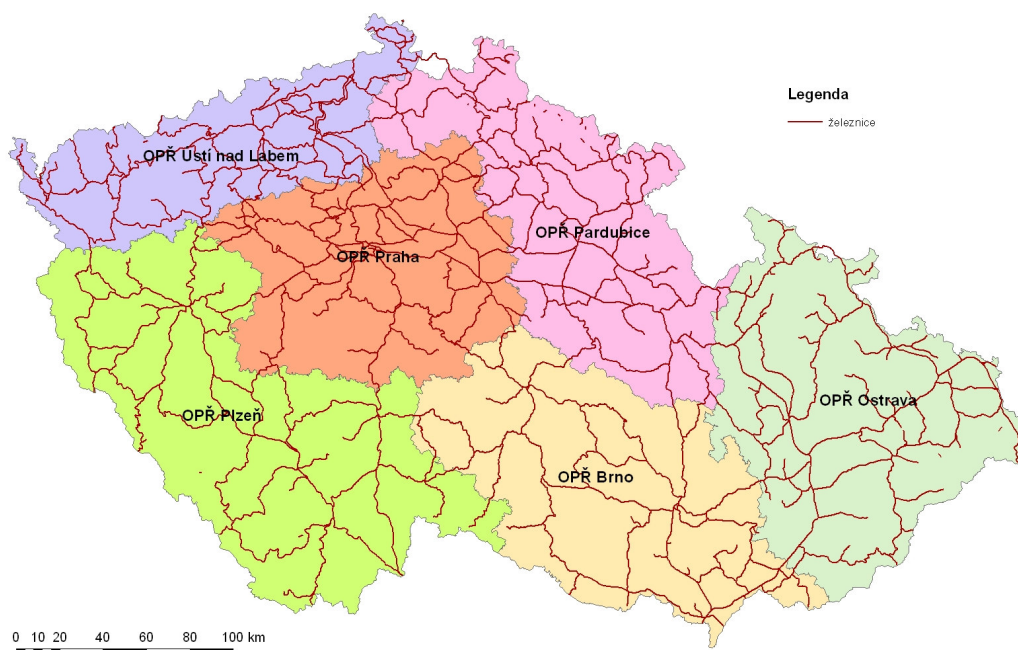 Legenda
železnice
OPŘ Ústí nad Labem
OPŘ Pardubice
OPŘ Praha
OPŘ Ostrava
OPŘ Plzeň
OPŘ Brno
0 10 20 40 60 80 100 km